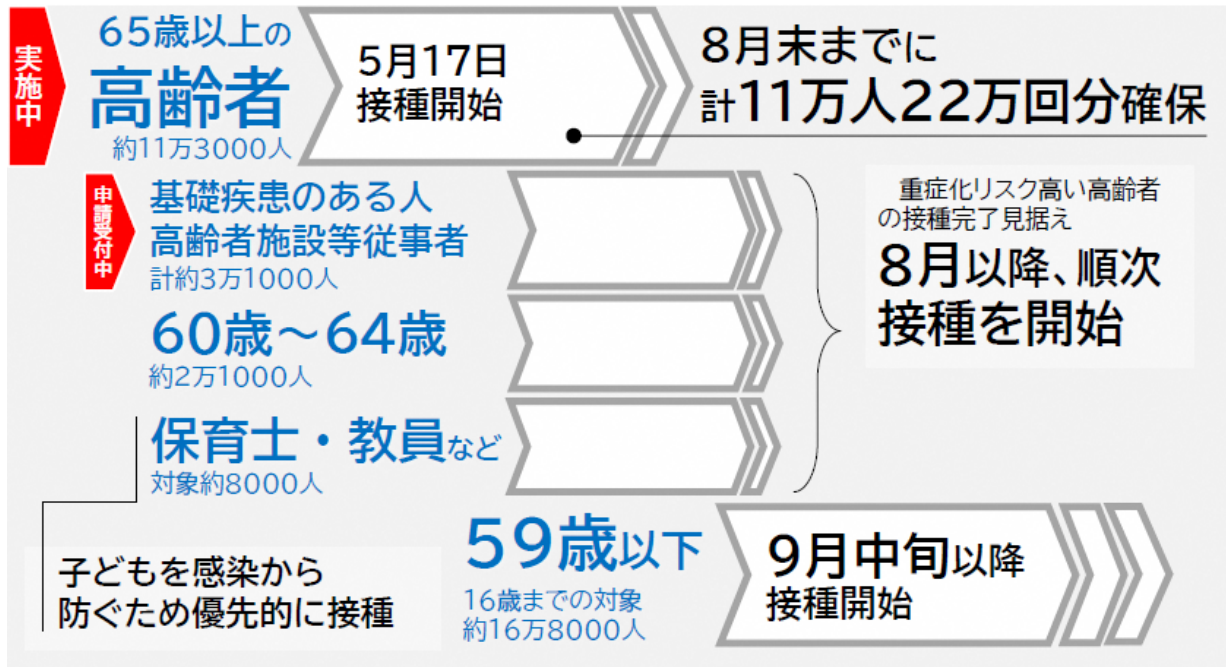 実施中
65歳以上の
高齢者
約11万3000人
5月17日
接種開始
8月末までに
計11万人22万回分確保
申請受付中
基礎疾患のある人
高齢者施設等従事者
計約3万1000人
60歳～64歳
約2万1000人
保育士・教員など
対象約8000人
重症化リスク高い高齢者
の接種完了見据え
8月以降、順次
接種を開始
子どもを感染から
防ぐため優先的に接種
59歳以下
16歳までの対象
約16万8000人
9月中旬以降
接種開始